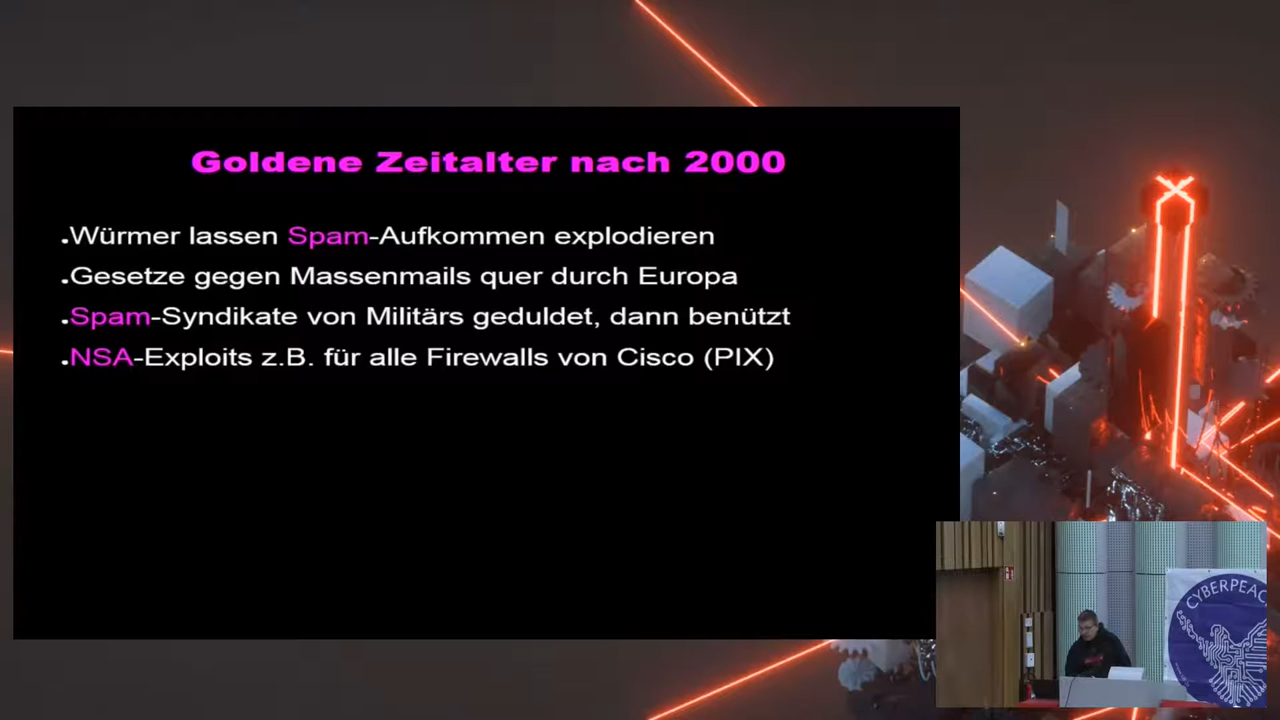 Goldene Zeitalter nach 2000
.Würmer lassen Spam-Aufkommen explodieren
.Gesetze gegen Massenmails quer durch Europa
.Spam-Syndikate von Militärs geduldet, dann benützt
.NSA-Exploits z.B. für alle Firewalls von Cisco (PIX)
CYBERPEAC